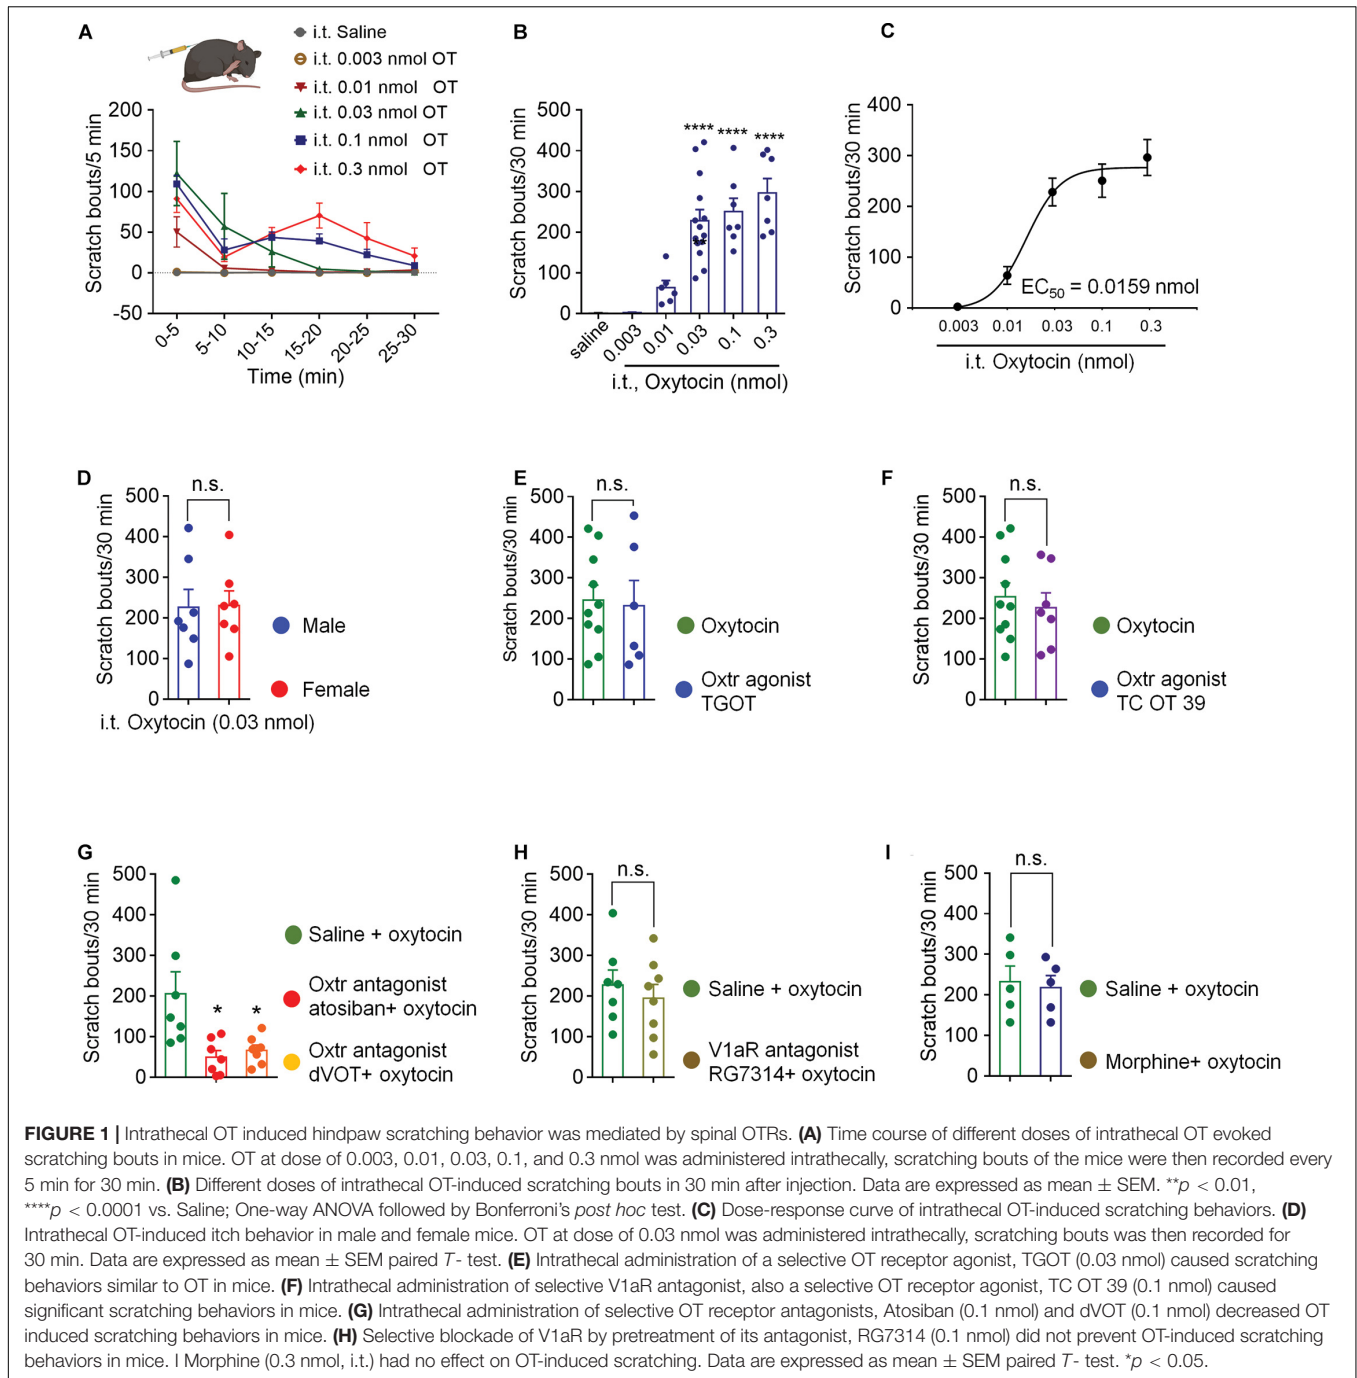 A
i.t. Saline
i.t. 0.003 nmol OT
i.t. 0.01 nmol OT
i.t. 0.03 nmol OT
i.t. 0.1 nmol OT
i.t. 0.3 nmol OT
Scratch bouts/5 min
200
150
100
50
0
-50
0-5
5-10
10-15
15-20
20-25
25-30
Time (min)
B
Scratch bouts/30 min
500
400
300
200
100
0
****
****
****
**
saline
0.003
0.01
0.03
0.1
0.3
i.t., Oxytocin (nmol)
C
Scratch bouts/30 min
400
300
200
100
0
EC50 = 0.0159 nmol
0.003
0.01
0.03
0.1
0.3
i.t. Oxytocin (nmol)
D
Scratch bouts/30 min
500
400
300
200
100
0
n.s.
Male
Female
i.t. Oxytocin (0.03 nmol)
E
Scratch bouts/30 min
500
400
300
200
100
0
n.s.
Oxytocin
Oxtr agonist
TGOT
F
Scratch bouts/30 min
500
400
300
200
100
0
n.s.
Oxytocin
Oxtr agonist
TC OT 39
G
Scratch bouts/30 min
500
400
300
200
100
0
*
*
Saline + oxytocin
Oxtr antagonist
atosiban+ oxytocin
Oxtr antagonist
dVOT+ oxytocin
H
Scratch bouts/30 min
500
400
300
200
100
0
n.s.
Saline + oxytocin
V1aR antagonist
RG7314+ oxytocin
I
Scratch bouts/30 min
500
400
300
200
100
0
n.s.
Saline + oxytocin
Morphine+ oxytocin
FIGURE 1 | Intrathecal OT induced hindpaw scratching behavior was mediated by spinal OTRs. (A) Time course of different doses of intrathecal OT evoked
scratching bouts in mice. OT at dose of 0.003, 0.01, 0.03, 0.1, and 0.3 nmol was administered intrathecally, scratching bouts of the mice were then recorded every
5 min for 30 min. (B) Different doses of intrathecal OT-induced scratching bouts in 30 min after injection. Data are expressed as mean ± SEM. **p < 0.01,
****p < 0.0001 vs. Saline; One-way ANOVA followed by Bonferroni's post hoc test. (C) Dose-response curve of intrathecal OT-induced scratching behaviors. (D)
Intrathecal OT-induced itch behavior in male and female mice. OT at dose of 0.03 nmol was administered intrathecally, scratching bouts was then recorded for
30 min. Data are expressed as mean ± SEM paired T- test. (E) Intrathecal administration of a selective OT receptor agonist, TGOT (0.03 nmol) caused scratching
behaviors similar to OT in mice. (F) Intrathecal administration of selective V1aR antagonist, also a selective OT receptor agonist, TC OT 39 (0.1 nmol) caused
significant scratching behaviors in mice. (G) Intrathecal administration of selective OT receptor antagonists, Atosiban (0.1 nmol) and dVOT (0.1 nmol) decreased OT
induced scratching behaviors in mice. (H) Selective blockade of V1aR by pretreatment of its antagonist, RG7314 (0.1 nmol) did not prevent OT-induced scratching
behaviors in mice. I Morphine (0.3 nmol, i.t.) had no effect on OT-induced scratching. Data are expressed as mean ± SEM paired T- test. *p < 0.05.